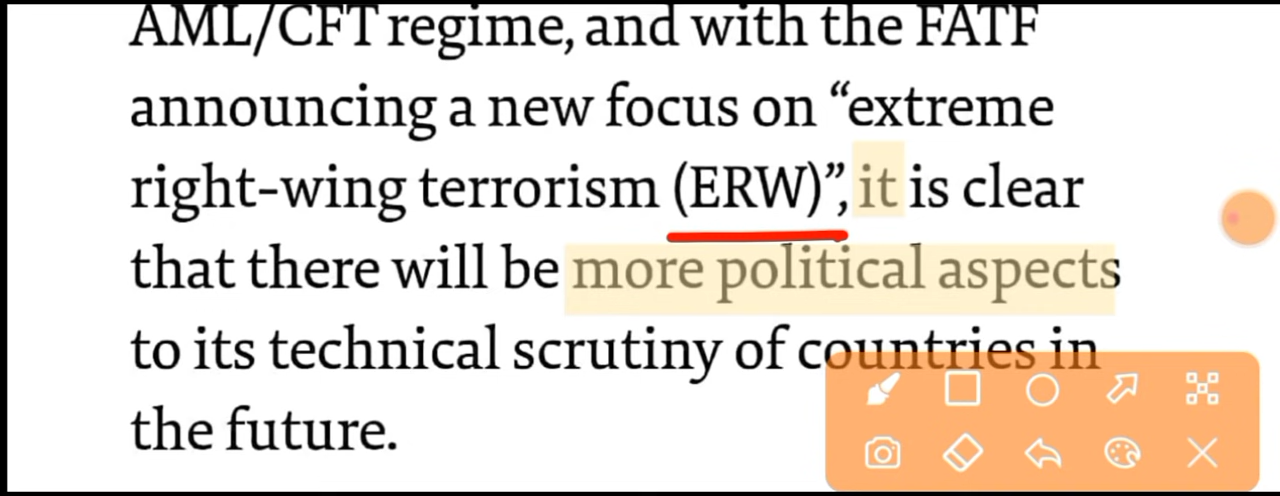 AML/CFT regime, and with the FATF
announcing a new focus on “extreme
right-wing terrorism (ERW)”, it is clear
that there will be more political aspects
to its technical scrutiny of countries in
the future.